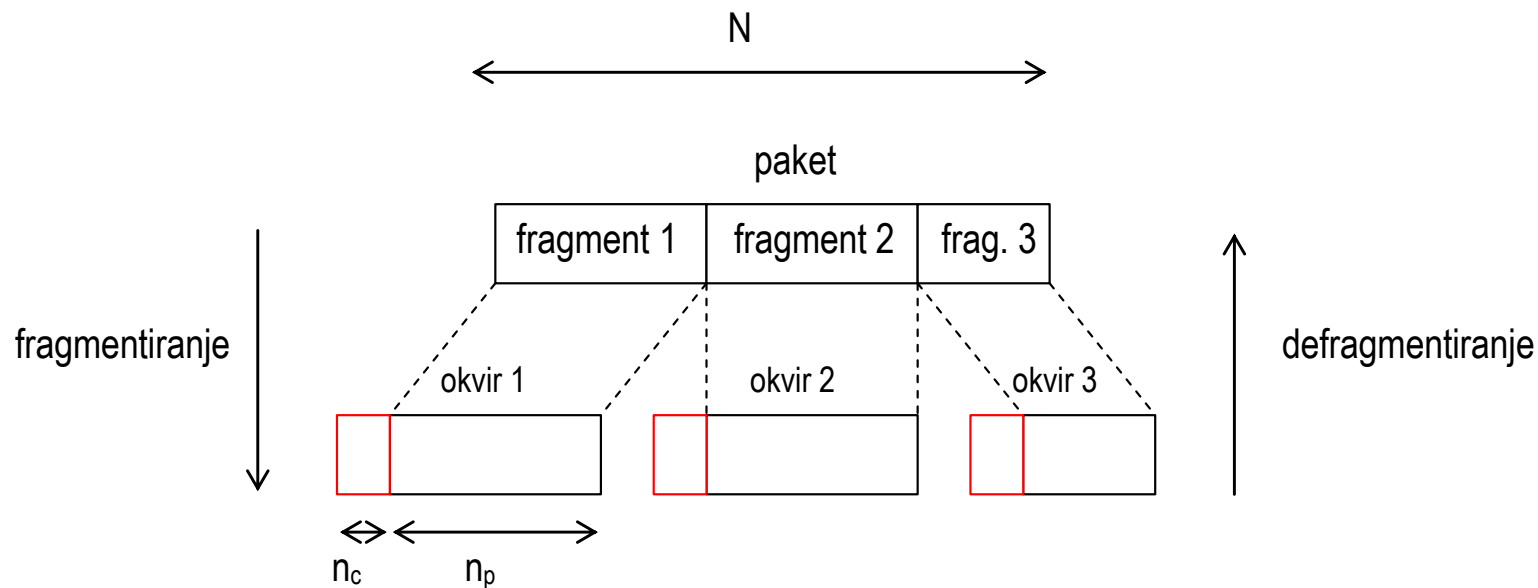 N
paket
fragment 1 fragment 2 frag. 3
fragmentiranje defragmentiranje
okvir 1 okvir 2 okvir 3
nc np